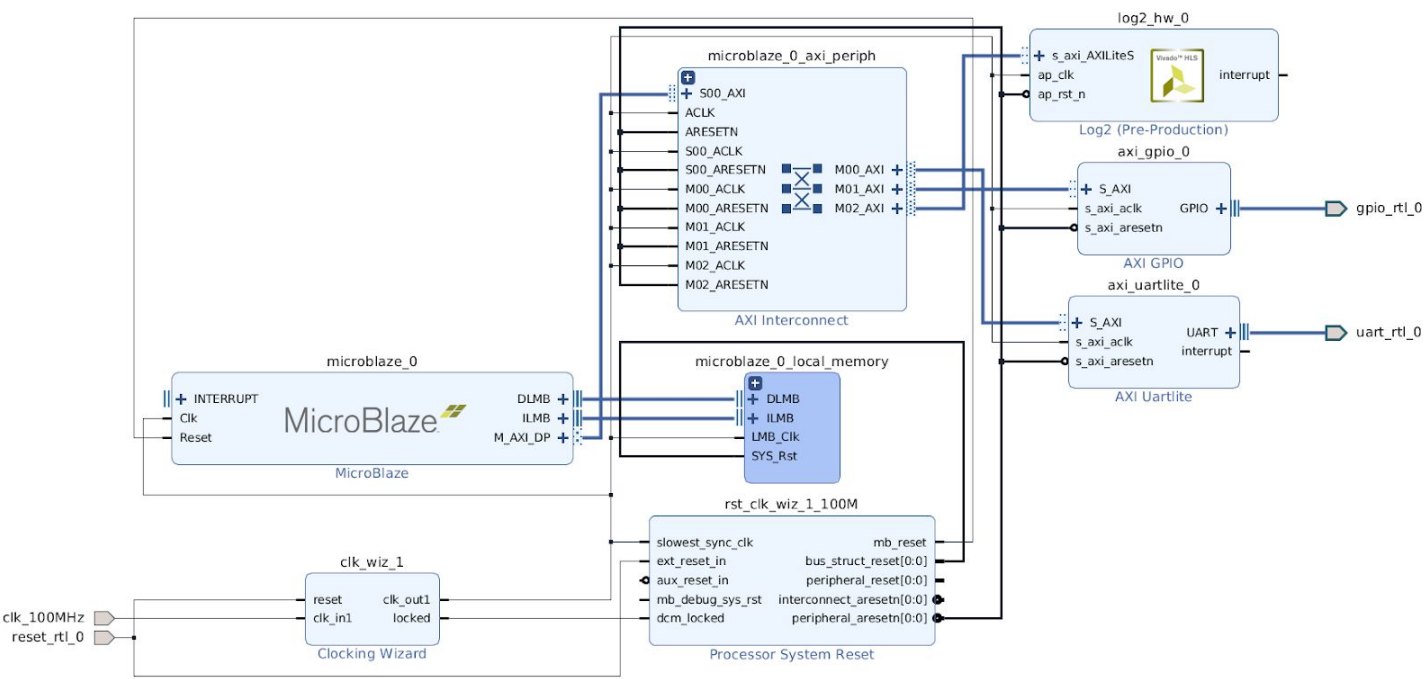 log2_hw_0
s_axi_AXILiteS
ap_clk
ap_rst_n
Vivado™ HLS
interrupt
Log2 (Pre-Production)
microblaze_0_axi_periph
S00_AXI
ACLK
ARESETN
S00_ACLK
S00_ARESETN
M00_ACLK
M00_ARESETN
M01_ACLK
M01_ARESETN
M02_ACLK
M02_ARESETN
M00_AXI
M01_AXI
M02_AXI
AXI Interconnect
axi_gpio_0
S_AXI
s_axi_aclk
s_axi_aresetn
GPIO
AXI GPIO
gpio_rtl_0
axi_uartlite_0
S_AXI
s_axi_aclk
s_axi_aresetn
UART
interrupt
AXI Uartlite
uart_rtl_0
microblaze_0
INTERRUPT
Clk
Reset
MicroBlaze
DLMB
ILMB
M_AXI_DP
MicroBlaze
microblaze_0_local_memory
DLMB
ILMB
LMB_Clk
SYS_Rst
rst_clk_wiz_1_100M
slowest_sync_clk
ext_reset_in
aux_reset_in
mb_debug_sys_rst
dcm_locked
mb_reset
bus_struct_reset[0:0]
peripheral_reset[0:0]
interconnect_aresetn[0:0]
peripheral_aresetn[0:0]
Processor System Reset
clk_wiz_1
reset
clk_in1
clk_out1
locked
Clocking Wizard
clk_100MHz
reset_rtl_0